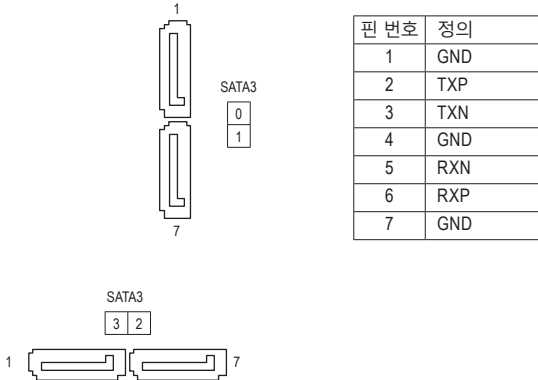 1
SATA3
0
1
7
핀 번호 정의
1 GND
2 TXP
3 TXN
4 GND
5 RXN
6 RXP
7 GND
SATA3
3 2
1 7